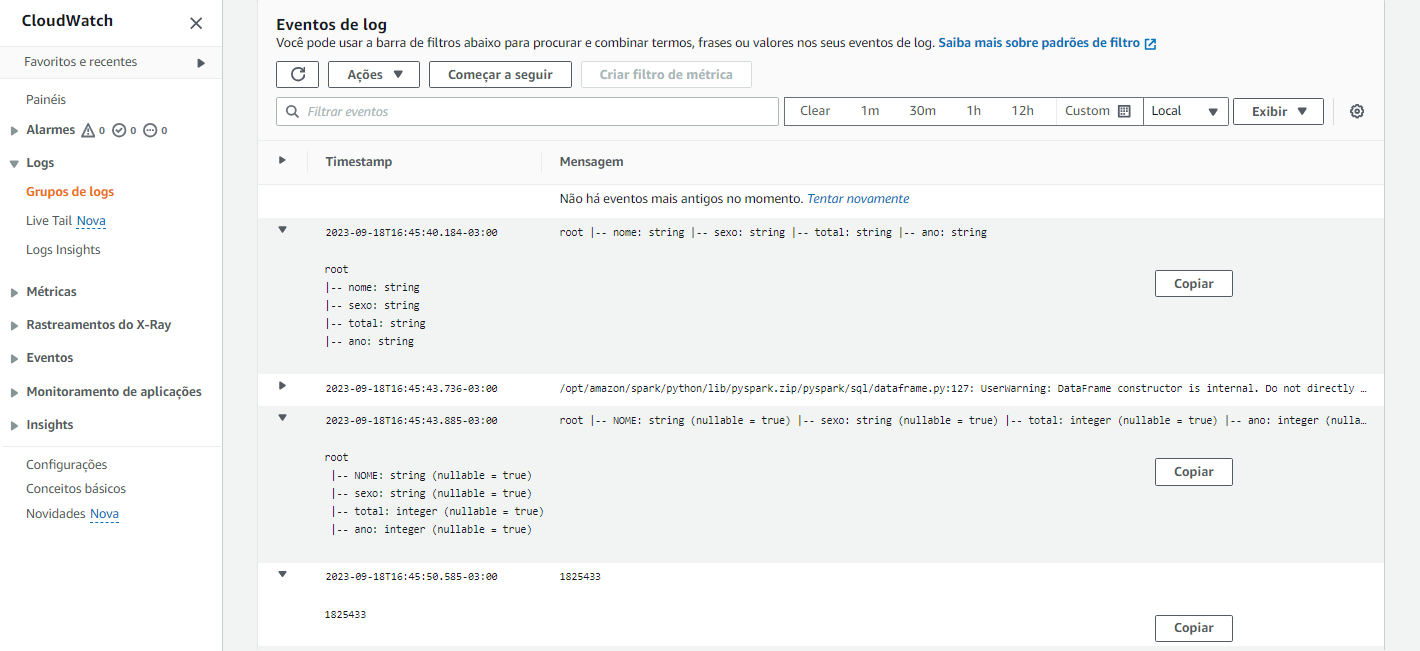 CloudWatch
Favoritos e recentes
Painéis
Alarmes 0 0 0
Logs
Grupos de logs
Live Tail Nova
Logs Insights
Métricas
Rastreamentos do X-Ray
Eventos
Monitoramento de aplicações
Insights
Configurações
Conceitos básicos
Novidades Nova
Eventos de log
Você pode usar a barra de filtros abaixo para procurar e combinar termos, frases ou valores nos seus eventos de log. Saiba mais sobre padrões de filtro
Ações Começar a seguir Criar filtro de métrica
Filtrar eventos Clear 1m 30m 1h 12h Custom Local Exibir
Timestamp Mensagem
Não há eventos mais antigos no momento. Tentar novamente
2023-09-18T16:45:40.184-03:00 root |-- nome: string |-- sexo: string |-- total: string |-- ano: string
root
|-- nome: string
|-- sexo: string
|-- total: string
|-- ano: string
Copiar
2023-09-18T16:45:43.736-03:00 /opt/amazon/spark/python/lib/pyspark.zip/pyspark/sql/dataframe.py:127: UserWarning: DataFrame constructor is internal. Do not directly …
2023-09-18T16:45:43.885-03:00 root |-- NOME: string (nullable = true) |-- sexo: string (nullable = true) |-- total: integer (nullable = true) |-- ano: integer (nulla…
root
|-- NOME: string (nullable = true)
|-- sexo: string (nullable = true)
|-- total: integer (nullable = true)
|-- ano: integer (nullable = true)
Copiar
2023-09-18T16:45:50.585-03:00 1825433
1825433
Copiar